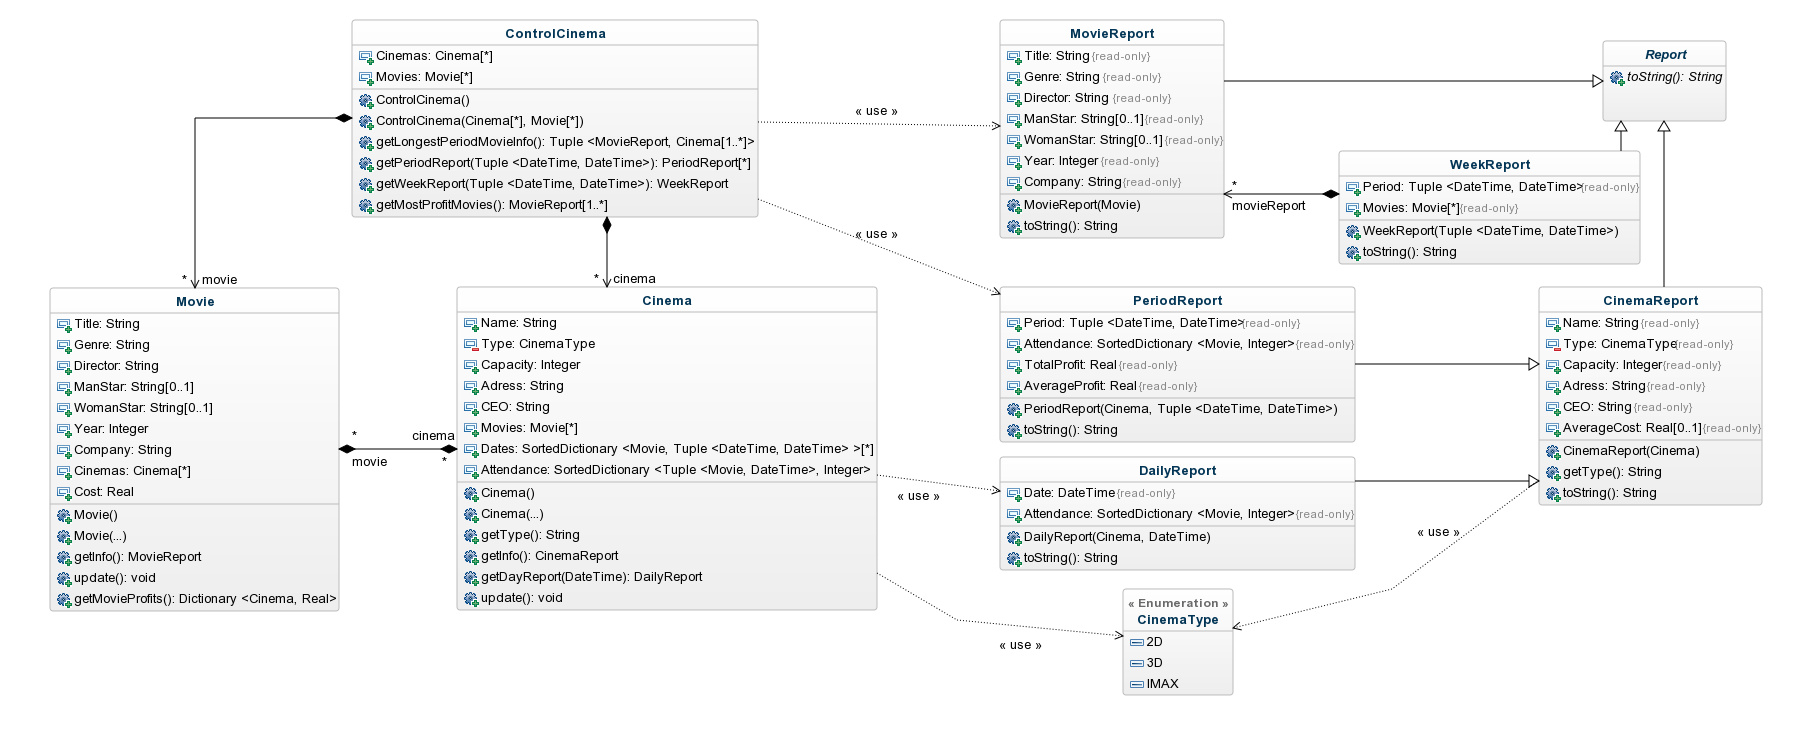 ControlCinema
Cinemas: Cinema[*]
Movies: Movie[*]
ControlCinema()
ControlCinema(Cinema[*], Movie[*])
getLongestPeriodMovieInfo(): Tuple <MovieReport, Cinema[1..*]>
getPeriodReport(Tuple <DateTime, DateTime>): PeriodReport[*]
getWeekReport(Tuple <DateTime, DateTime>): WeekReport
getMostProfitMovies(): MovieReport[1..*]
« use »
« use »
MovieReport
Title: String {read-only}
Genre: String {read-only}
Director: String {read-only}
ManStar: String[0..1] {read-only}
WomanStar: String[0..1] {read-only}
Year: Integer {read-only}
Company: String {read-only}
MovieReport(Movie)
toString(): String
Report
toString(): String
*
movieReport
WeekReport
Period: Tuple <DateTime, DateTime> {read-only}
Movies: Movie[*] {read-only}
WeekReport(Tuple <DateTime, DateTime>)
toString(): String
* movie
* cinema
Movie
Title: String
Genre: String
Director: String
ManStar: String[0..1]
WomanStar: String[0..1]
Year: Integer
Company: String
Cinemas: Cinema[*]
Cost: Real
Movie()
Movie(...)
getInfo(): MovieReport
update(): void
getMovieProfits(): Dictionary <Cinema, Real>
*
movie
cinema
*
Cinema
Name: String
Type: CinemaType
Capacity: Integer
Adress: String
CEO: String
Movies: Movie[*]
Dates: SortedDictionary <Movie, Tuple <DateTime, DateTime> >[*]
Attendance: SortedDictionary <Tuple <Movie, DateTime>, Integer>
Cinema()
Cinema(...)
getType(): String
getInfo(): CinemaReport
getDayReport(DateTime): DailyReport
update(): void
« use »
« use »
PeriodReport
Period: Tuple <DateTime, DateTime> {read-only}
Attendance: SortedDictionary <Movie, Integer> {read-only}
TotalProfit: Real {read-only}
AverageProfit: Real {read-only}
PeriodReport(Cinema, Tuple <DateTime, DateTime>)
toString(): String
DailyReport
Date: DateTime {read-only}
Attendance: SortedDictionary <Movie, Integer> {read-only}
DailyReport(Cinema, DateTime)
toString(): String
CinemaReport
Name: String {read-only}
Type: CinemaType {read-only}
Capacity: Integer {read-only}
Adress: String {read-only}
CEO: String {read-only}
AverageCost: Real[0..1] {read-only}
CinemaReport(Cinema)
getType(): String
toString(): String
« use »
« Enumeration »
CinemaType
2D
3D
IMAX